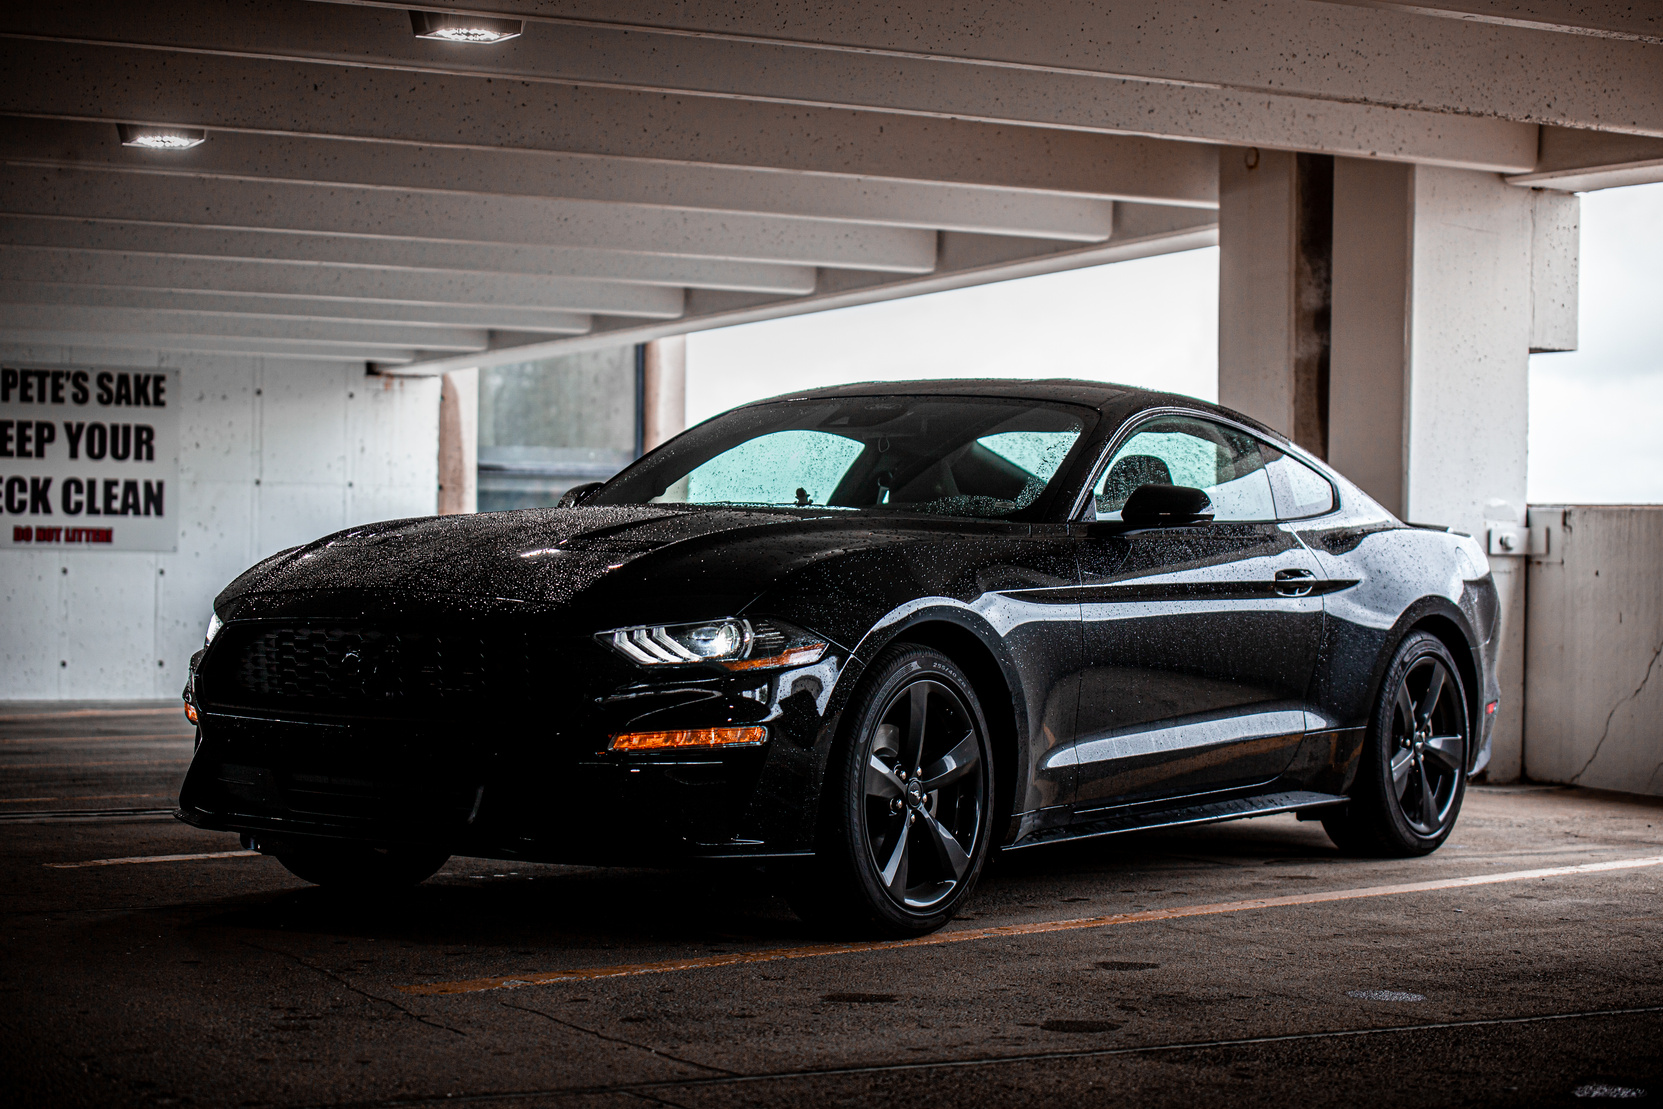 PETE'S SAKE
EEP YOUR
ECK CLEAN
DO NOT LITTER!